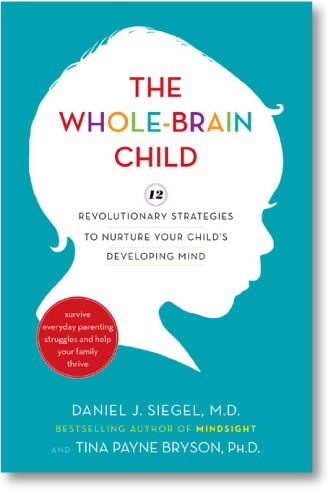 THE
WHOLE-BRAIN
CHILD
12
REVOLUTIONARY STRATEGIES
TO NURTURE YOUR CHILD'S
DEVELOPING MIND
survive
everyday parenting
struggles and help
your family
thrive
DANIEL J. SIEGEL, M.D.
BESTSELLING AUTHOR OF MINDSIGHT
AND TINA PAYNE BRYSON, PH.D.